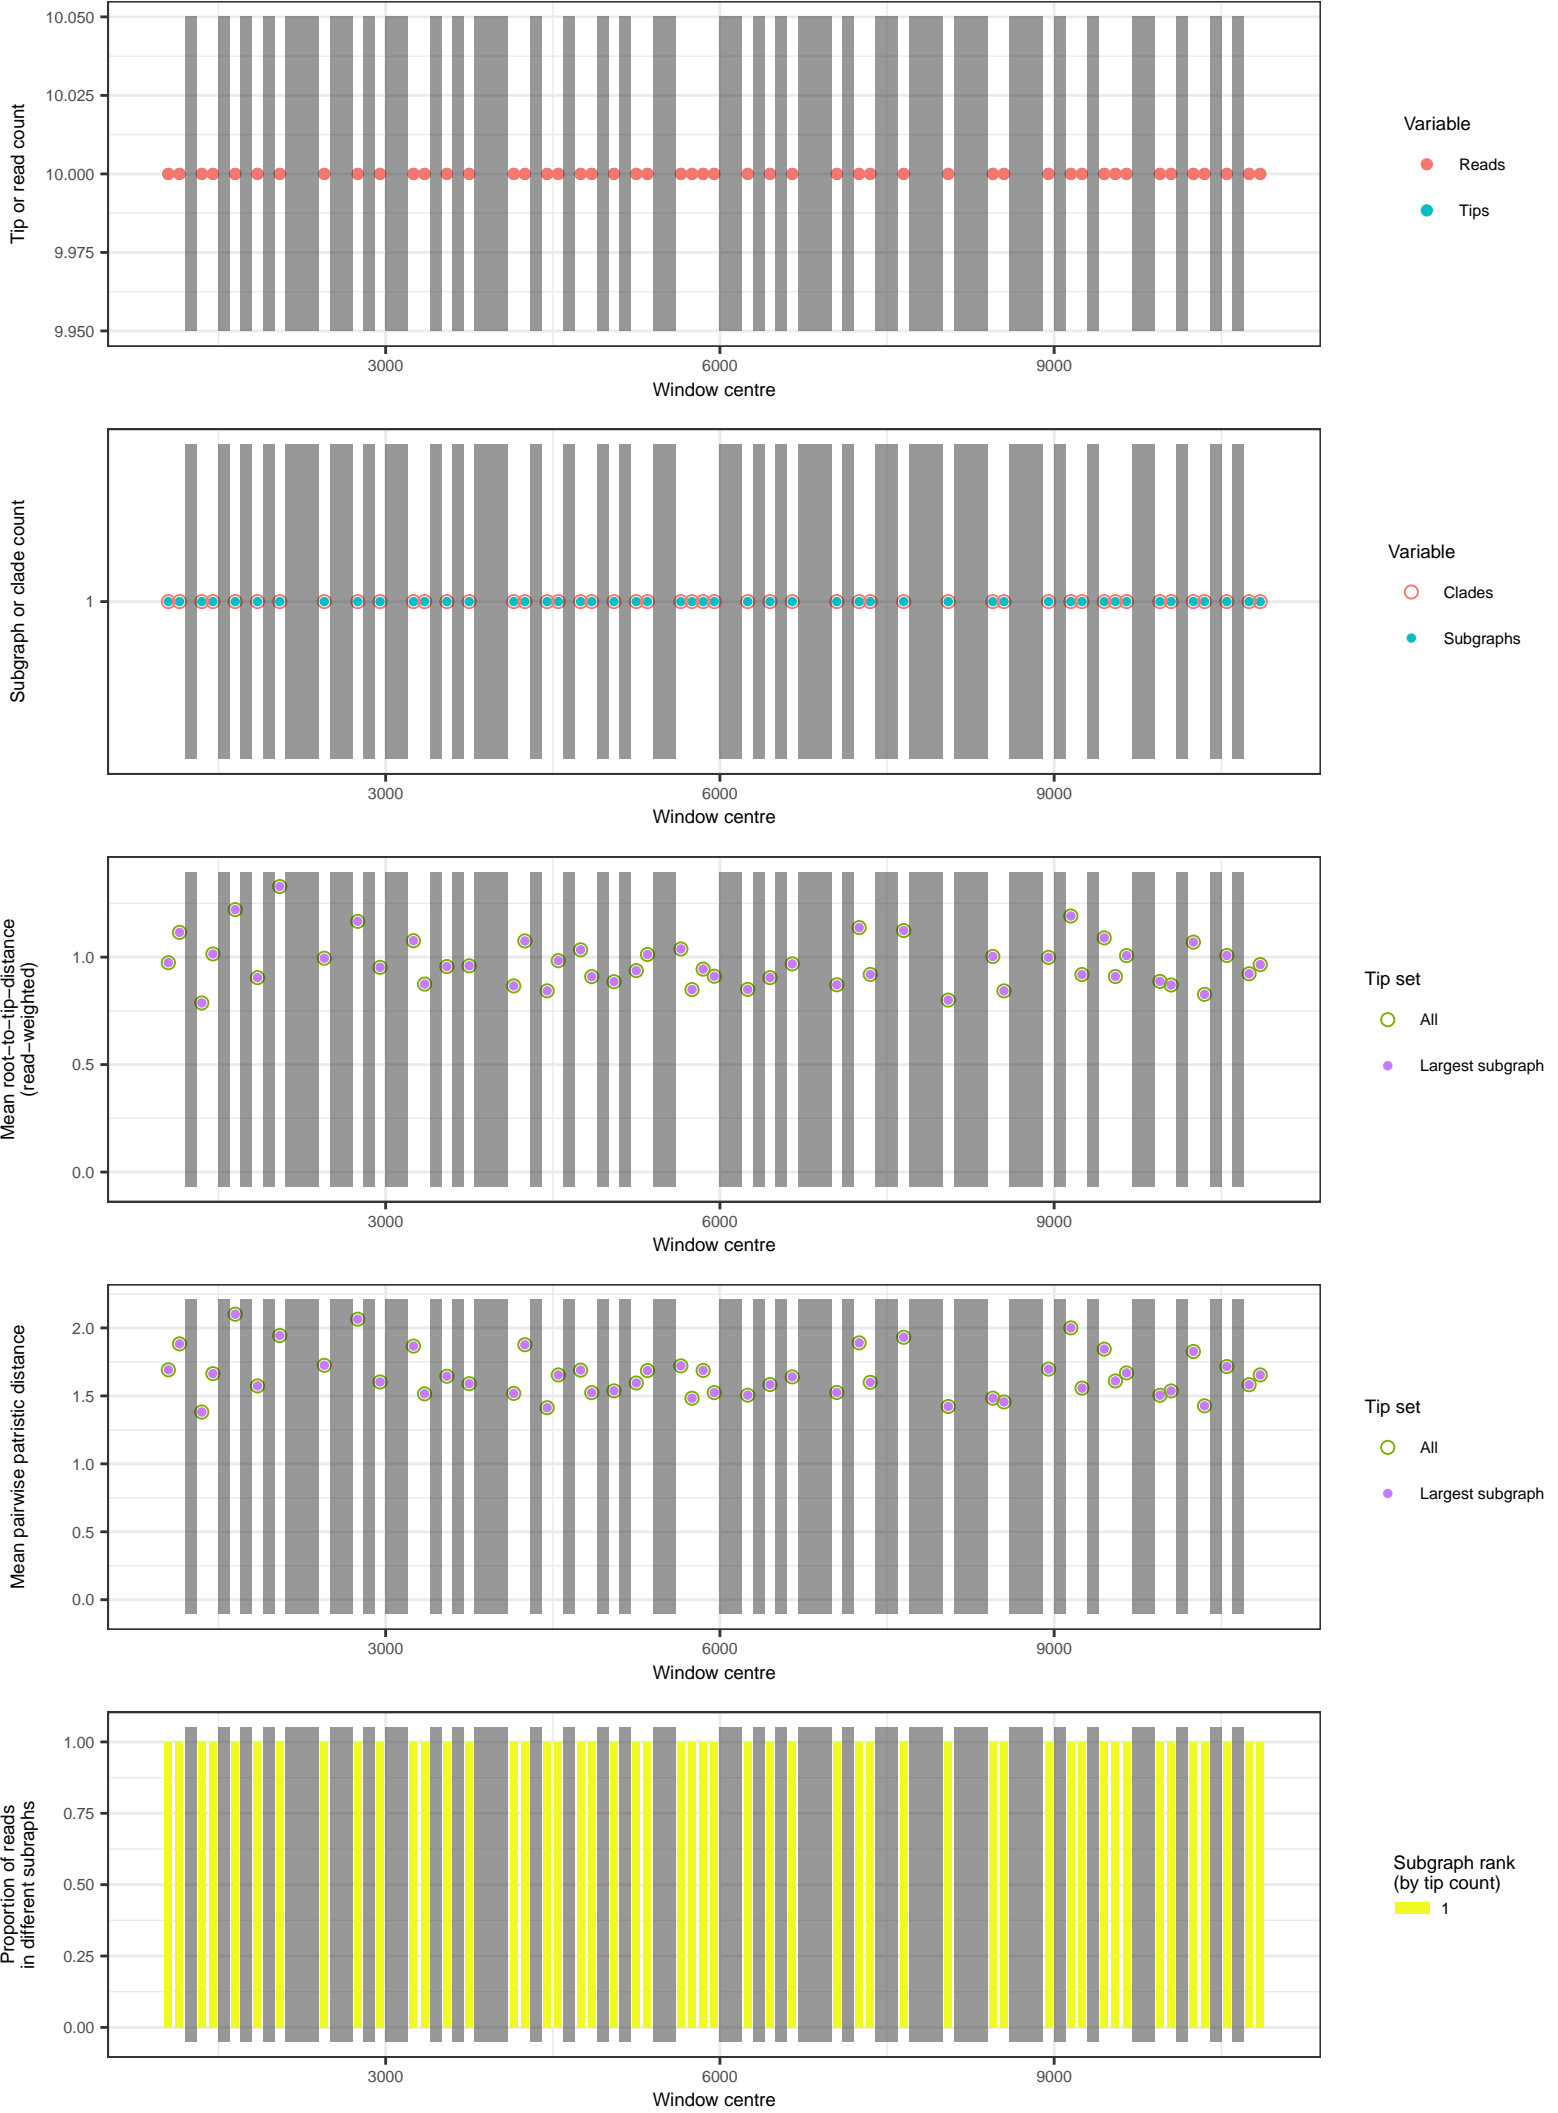 10.050
10.025
10.000
9.975
9.950
Tip or read count
3000
6000
9000
Window centre
Variable
Reads
Tips
1
Subgraph or clade count
3000
6000
9000
Window centre
Variable
Clades
Subgraphs
1.0
0.5
0.0
Mean root−to−tip−distance
(read−weighted)
3000
6000
9000
Window centre
Tip set
All
Largest subgraph
2.0
1.5
1.0
0.5
0.0
Mean pairwise patristic distance
3000
6000
9000
Window centre
Tip set
All
Largest subgraph
1.00
0.75
0.50
0.25
0.00
Proportion of reads
in different subraphs
3000
6000
9000
Window centre
Subgraph rank
(by tip count)
1